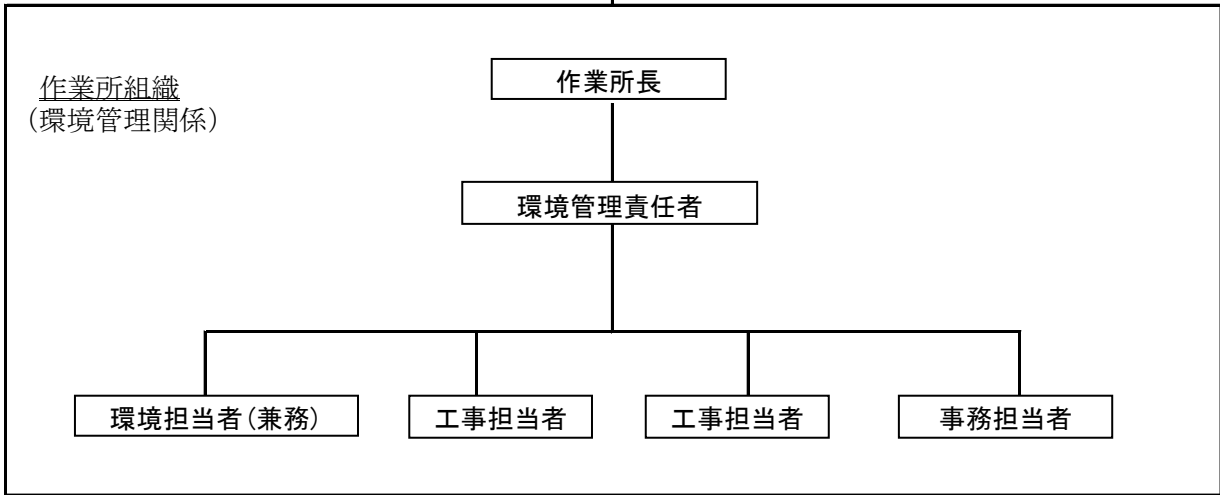 作業所組織
(環境管理関係)
作業所長
環境管理責任者
環境担当者(兼務)
工事担当者
工事担当者
事務担当者